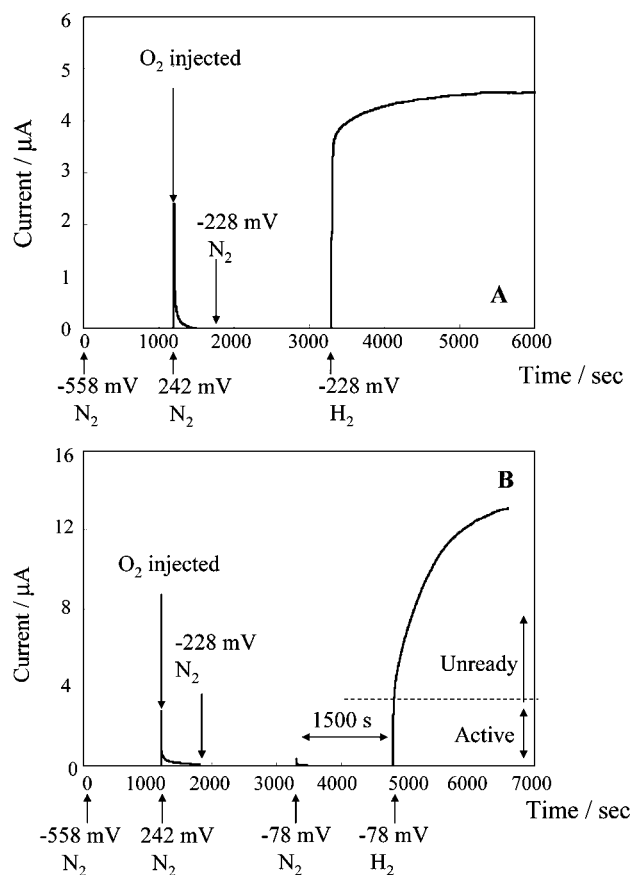 6
5
4
3
2
1
0
Current / μA
O2 injected
-228 mV
N2
A
0 1000 2000 3000 4000 5000 6000
-558 mV 242 mV -228 mV Time / sec
N2 N2 H2
16
12
8
4
0
Current / μA
B
O2 injected
-228 mV
N2
Unready
1500 s
Active
0 1000 2000 3000 4000 5000 6000 7000
Time / sec
-558 mV 242 mV -78 mV -78 mV
N2 N2 N2 H2